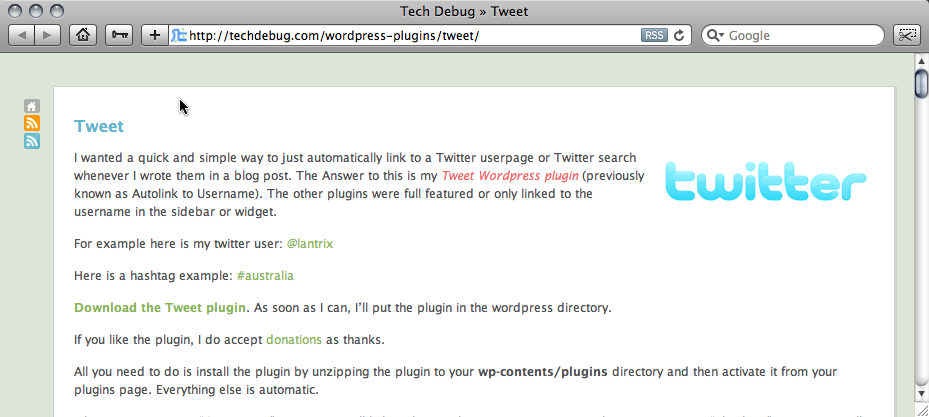 Tech Debug » Tweet
http://techdebug.com/wordpress-plugins/tweet/
RSS
Google
Tweet
I wanted a quick and simple way to just automatically link to a Twitter userpage or Twitter search
whenever I wrote them in a blog post. The Answer to this is my Tweet Wordpress plugin (previously
known as Autolink to Username). The other plugins were full featured or only linked to the
username in the sidebar or widget.
twitter
For example here is my twitter user: @lantrix
Here is a hashtag example: #australia
Download the Tweet plugin. As soon as I can, I'll put the plugin in the wordpress directory.
If you like the plugin, I do accept donations as thanks.
All you need to do is install the plugin by unzipping the plugin to your wp-contents/plugins directory and then activate it from your
plugins page. Everything else is automatic.